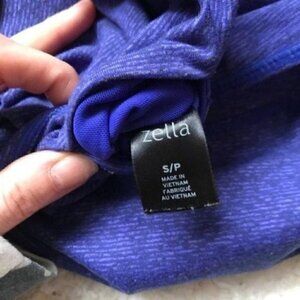 zella
S/P
MADE IN
VIETNAM
FABRIQUÉ
AU VIETNAM